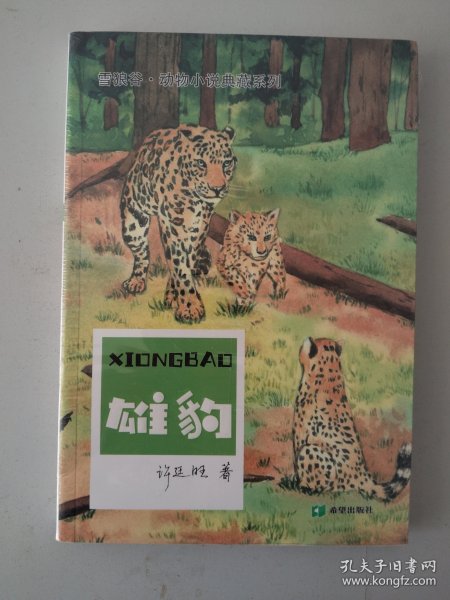 雪狼谷·动物小说典藏系列
XIONGBAO
雄豹
许延旺 著
希望出版社
孔夫子旧书网
www.kongfz.com